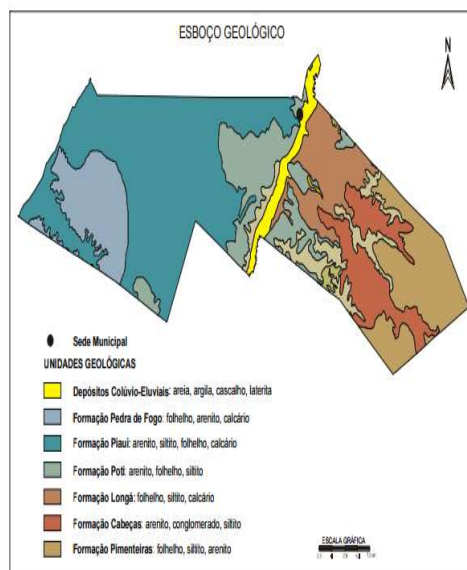 ESBOÇO GEOLÓGICO
N
Sede Municipal
UNIDADES GEOLÓGICAS
Depósitos Colúvio-Eluviais: areia, argila, cascalho, laterita
Formação Pedra de Fogo: folhelho, arenito, calcário
Formação Piauí: arenito, siltito, folhelho, calcário
Formação Poti: arenito, folhelho, siltito
Formação Longá: folhelho, siltito, calcário
Formação Cabeças: arenito, conglomerado, siltito
Formação Pimenteiras: folhelho, siltito, arenito
ESCALA GRÁFICA